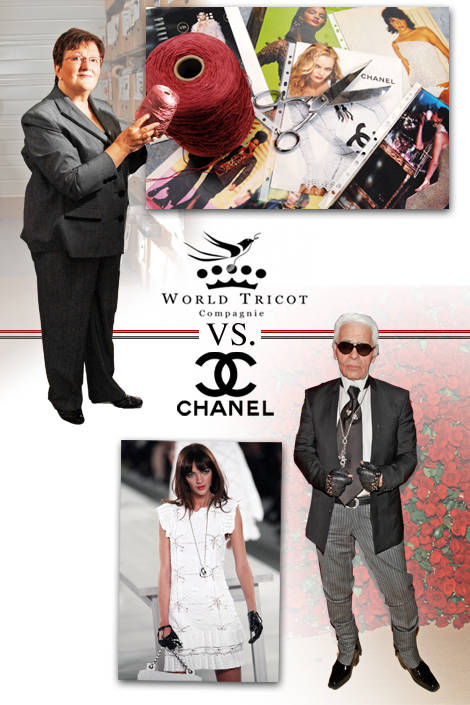 CHANEL
WORLD TRICOT
Compagnie
VS.
CHANEL